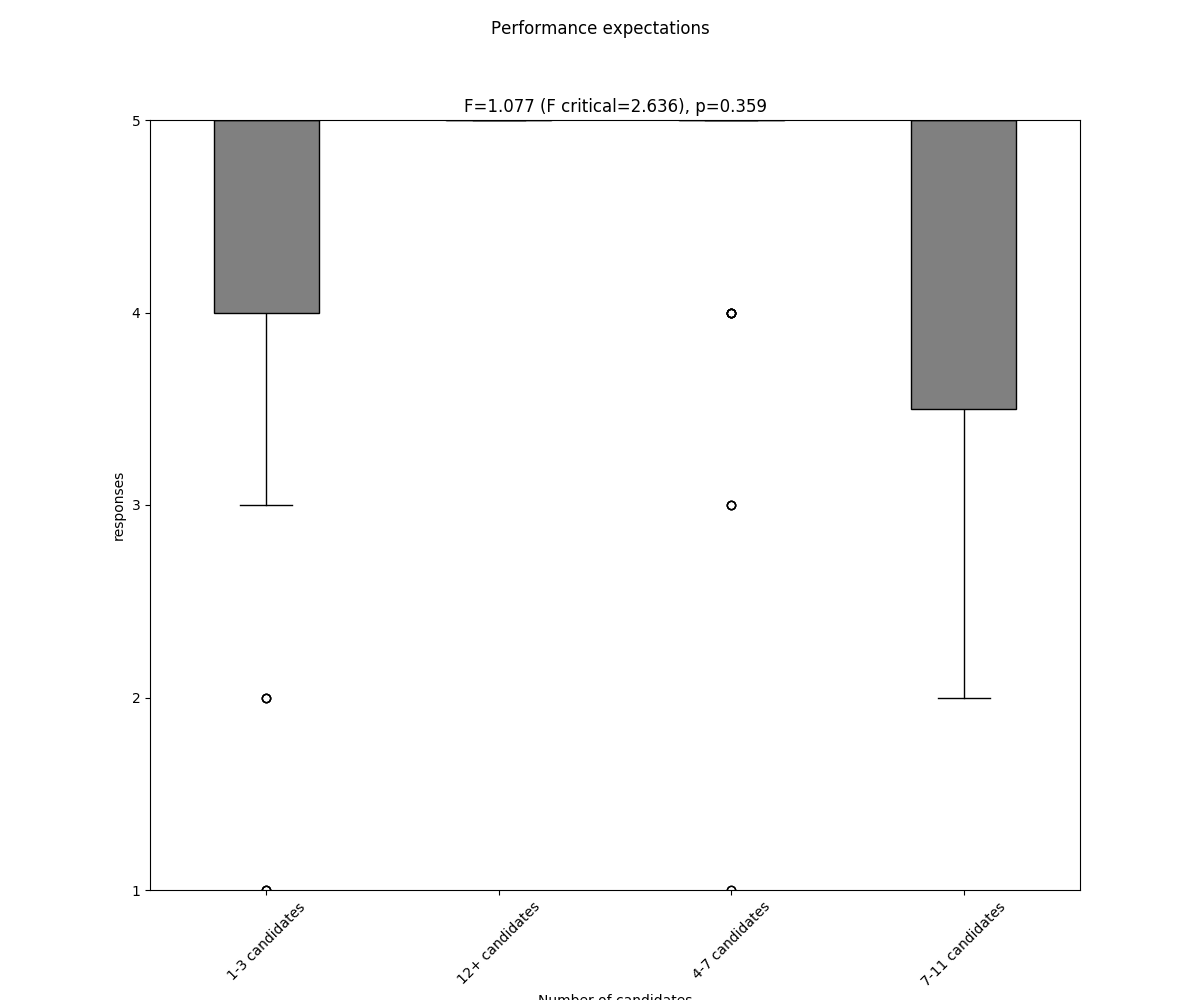 Performance expectations
F=1.077 (F critical=2.636), p=0.359
5
4
3
2
1
responses
1-3 candidates
12+ candidates
4-7 candidates
7-11 candidates
Number of candidates